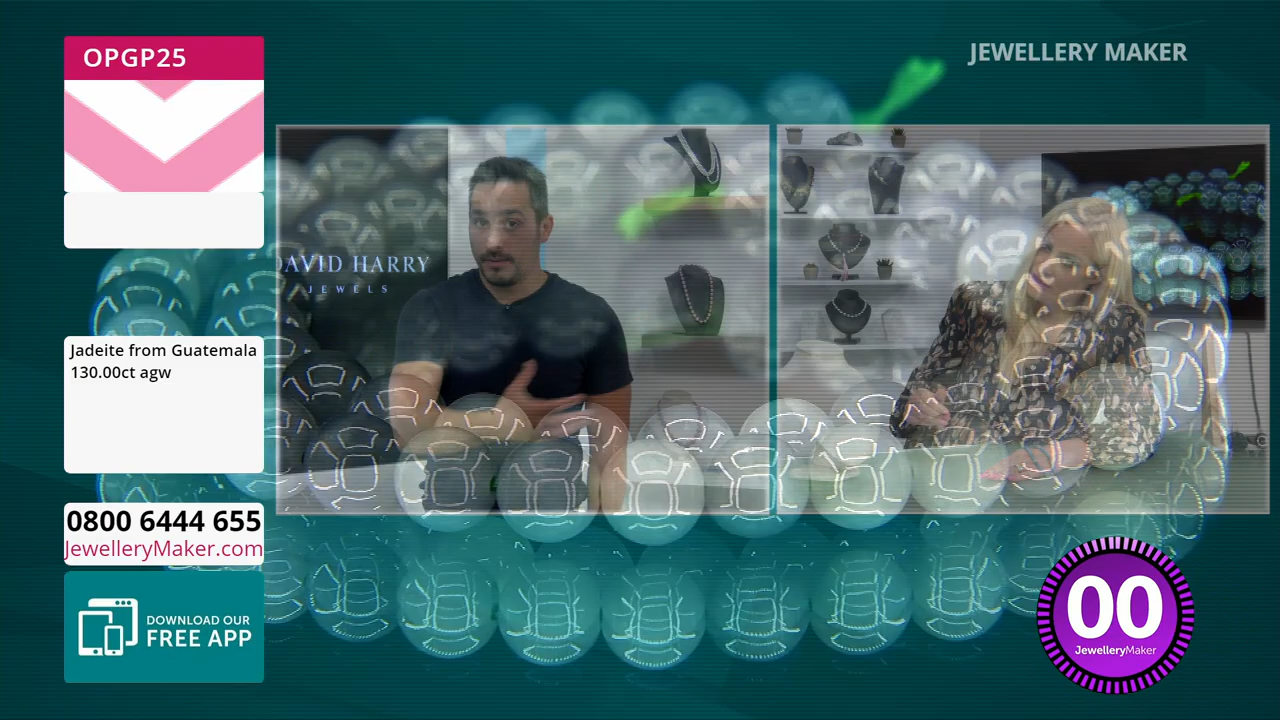 OPGP25
JEWELLERY MAKER
DAVID HARRY
JEWELS
Jadeite from Guatemala
130.00ct agw
0800 6444 655
JewelleryMaker.com
DOWNLOAD OUR
FREE APP
00
JewelleryMaker